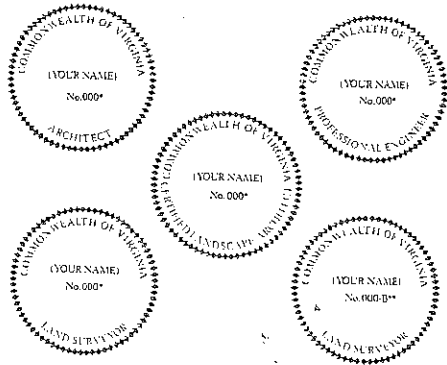 COMMONWEALTH OF VIRGINIA
(YOUR NAME)
No.000*
ARCHITECT
COMMONWEALTH OF VIRGINIA
(YOUR NAME)
No.000*
PROFESSIONAL ENGINEER
COMMONWEALTH OF VIRGINIA
(YOUR NAME)
No.000*
CERTIFIED LANDSCAPE ARCHITECT
COMMONWEALTH OF VIRGINIA
(YOUR NAME)
No.000*
LAND SURVEYOR
COMMONWEALTH OF VIRGINIA
(YOUR NAME)
No.000-B**
LAND SURVEYOR